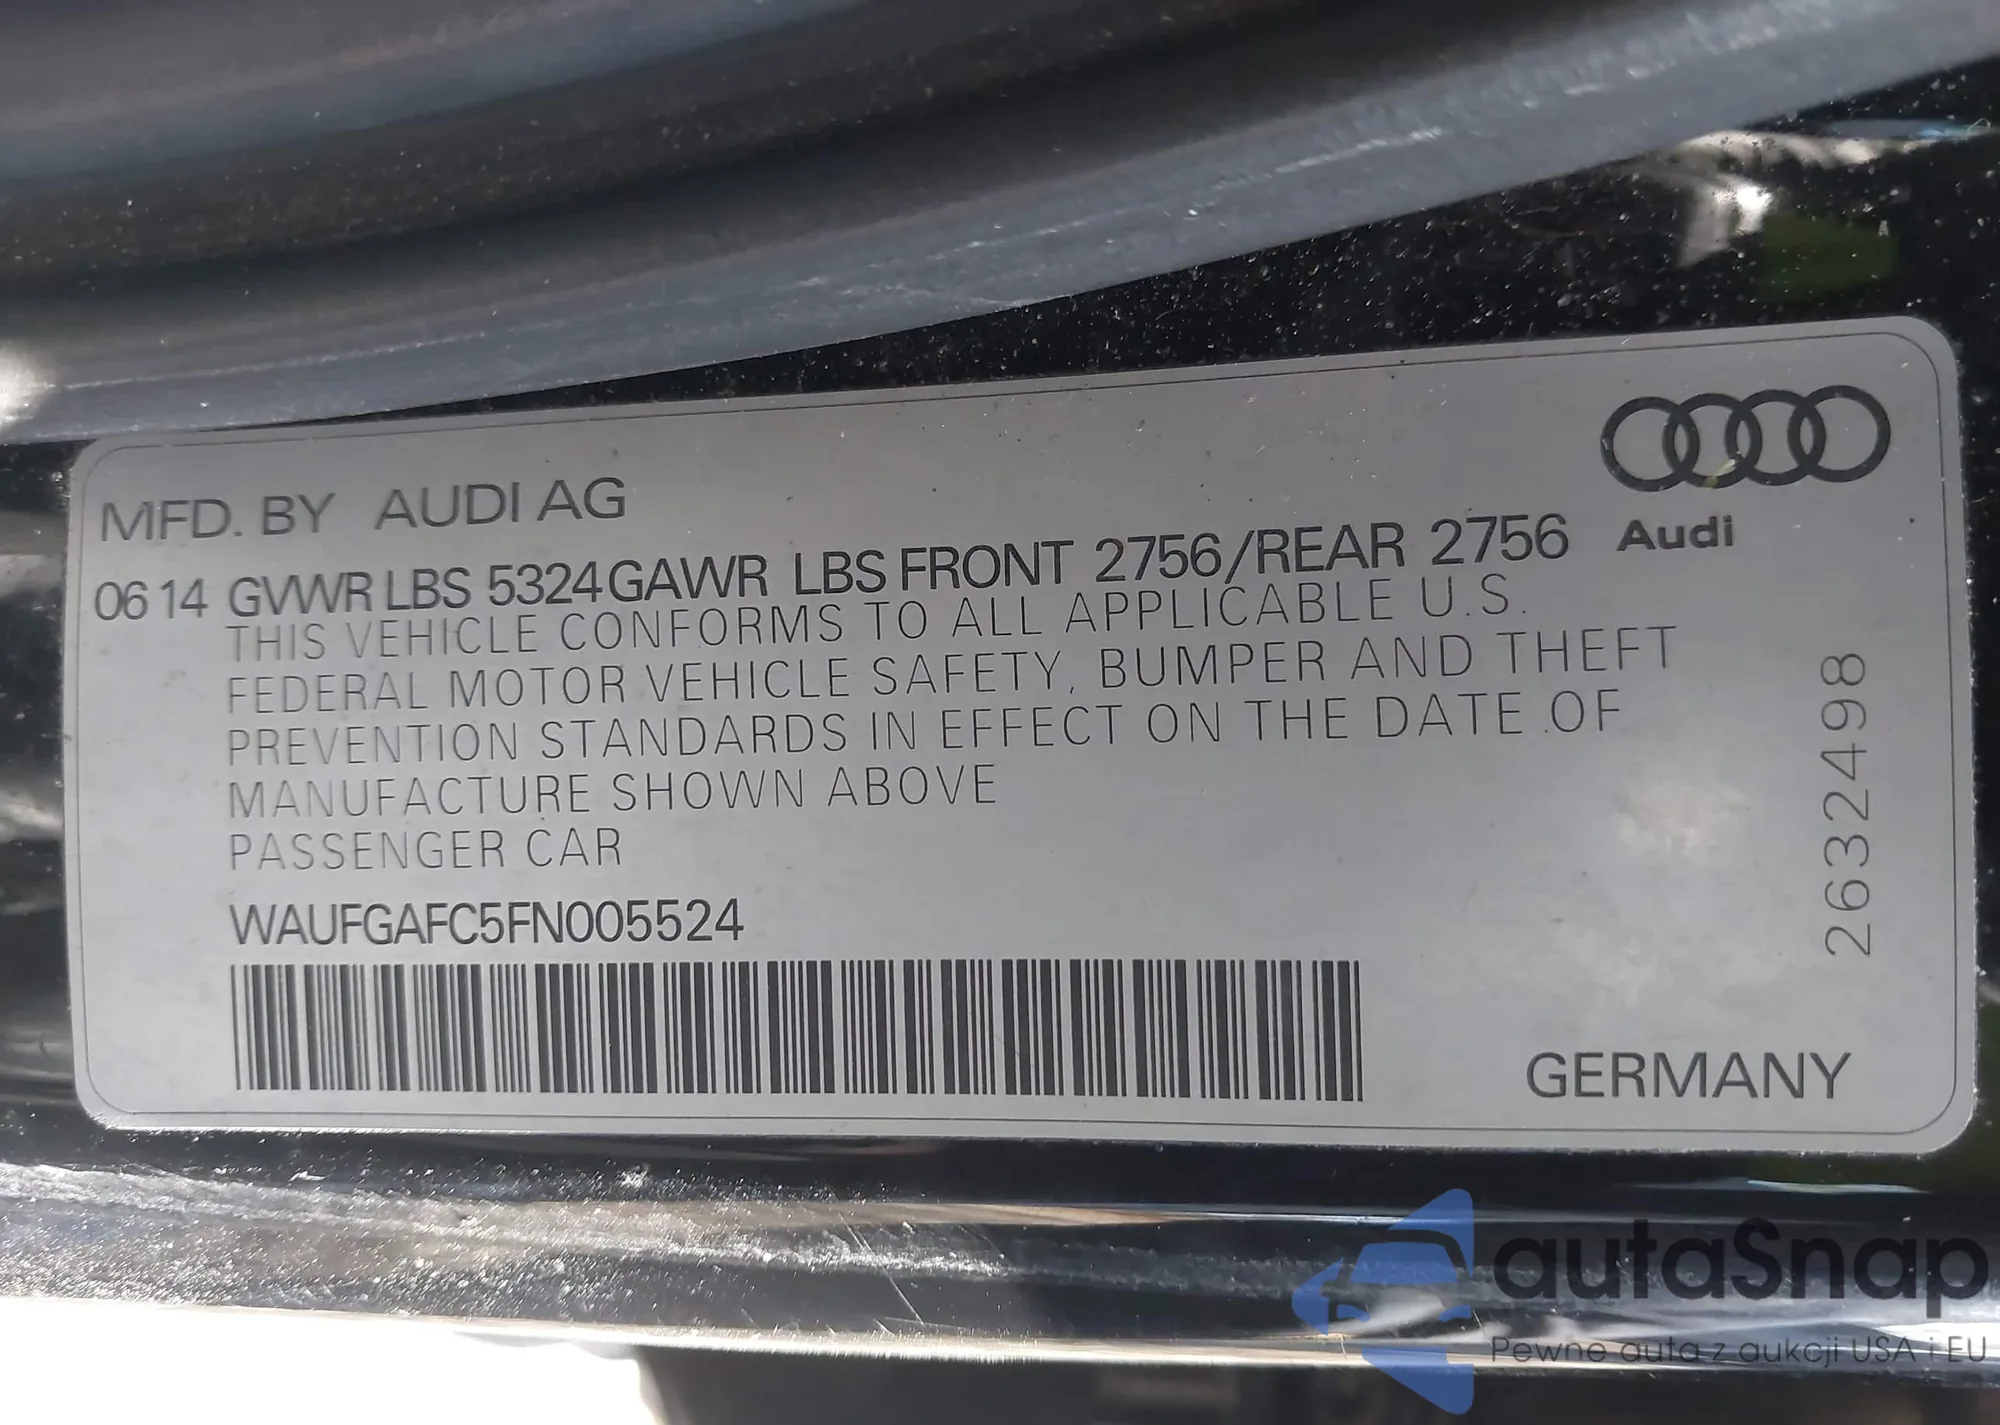 MFD. BY AUDI AG
Audi
06 14 GVWR LBS 5324 GAWR LBS FRONT 2756/REAR 2756
THIS VEHICLE CONFORMS TO ALL APPLICABLE U.S.
FEDERAL MOTOR VEHICLE SAFETY, BUMPER AND THEFT
PREVENTION STANDARDS IN EFFECT ON THE DATE OF
MANUFACTURE SHOWN ABOVE
PASSENGER CAR
WAUFGAFC5FN005524
2632498
GERMANY
autaSnap
Pewne auta z aukcji USA i EU